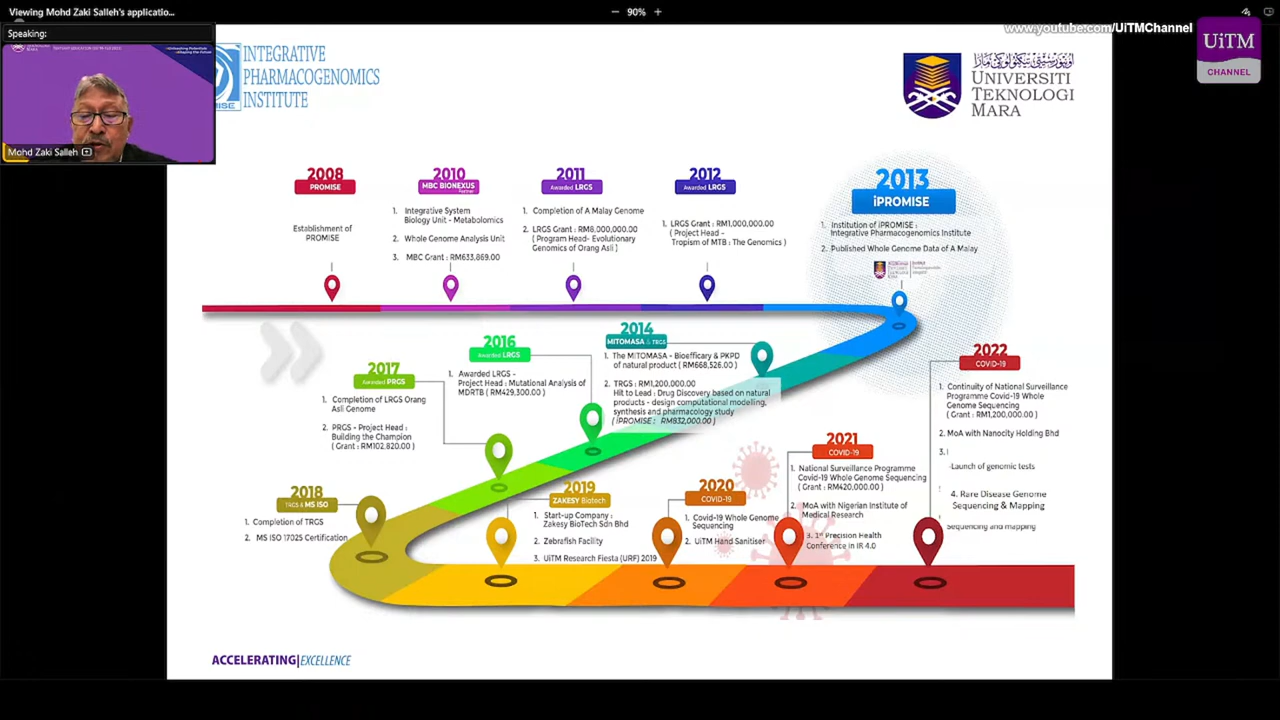 Viewing Mohd Zaki Salleh's applicatio...
90%
www.youtube.com/UiTMChannel
UiTM
CHANNEL
Speaking:
Mohd Zaki Salleh
INTEGRATIVE
PHARMACOGENOMICS
INSTITUTE
UNIVERSITI
TEKNOLOGI
MARA
2008
PROMISE
Establishment of
PROMISE
2010
MBC BIONEXUS
Partner
1. Integrative System
Biology Unit - Metabolomics
2. Whole Genome Analysis Unit
3. MBC Grant : RM633,869.00
2011
Awarded LRGS
1. Completion of A Malay Genome
2. LRGS Grant : RM8,000,000.00
( Program Head- Evolutionary
Genomics of Orang Asli )
2012
Awarded LRGS
1. LRGS Grant : RM1,000,000.00
( Project Head -
Tropism of MTB : The Genomics )
2013
iPROMISE
1. Institution of iPROMISE :
Integrative Pharmacogenomics Institute
2. Published Whole Genome Data of A Malay
2014
MITOMASA & TRGS
1. The MITOMASA - Bioefficary & PKPD
of natural product ( RM668,526.00 )
2. TRGS : RM1,200,000.00
Hit to Lead : Drug Discovery based on natural
products - design computational modelling,
synthesis and pharmacology study
( iPROMISE : RM932,000.00 )
2016
Awarded LRGS
1. Awarded LRGS -
Project Head : Mutational Analysis of
MDRTB ( RM429,300.00 )
2017
Awarded PRGS
1. Completion of LRGS Orang
Asli Genome
2. PRGS - Project Head :
Building the Champion
( Grant : RM102,820.00 )
2018
TRGS & MS ISO
1. Completion of TRGS
2. MS ISO 17025 Certification
2019
ZAKESY Biotech
1. Start-up Company :
Zakesy BioTech Sdn Bhd
2. Zebrafish Facility
3. UiTM Research Fiesta (URF) 2019
2020
COVID-19
1. Covid-19 Whole Genome
Sequencing
2. UiTM Hand Sanitiser
2021
COVID-19
1. National Surveillance Programme
Covid-19 Whole Genome Sequencing
( Grant : RM420,000.00 )
2. MoA with Nigerian Institute of
Medical Research
3. 1st Precision Health
Conference in IR 4.0
2022
COVID-19
1. Continuity of National Surveillance
Programme Covid-19 Whole
Genome Sequencing
( Grant : RM1,200,000.00 )
2. MoA with Nanocity Holding Bhd
3.
-Launch of genomic tests
4. Rare Disease Genome
Sequencing & Mapping
Sequencing and mapping
ACCELERATING|EXCELLENCE